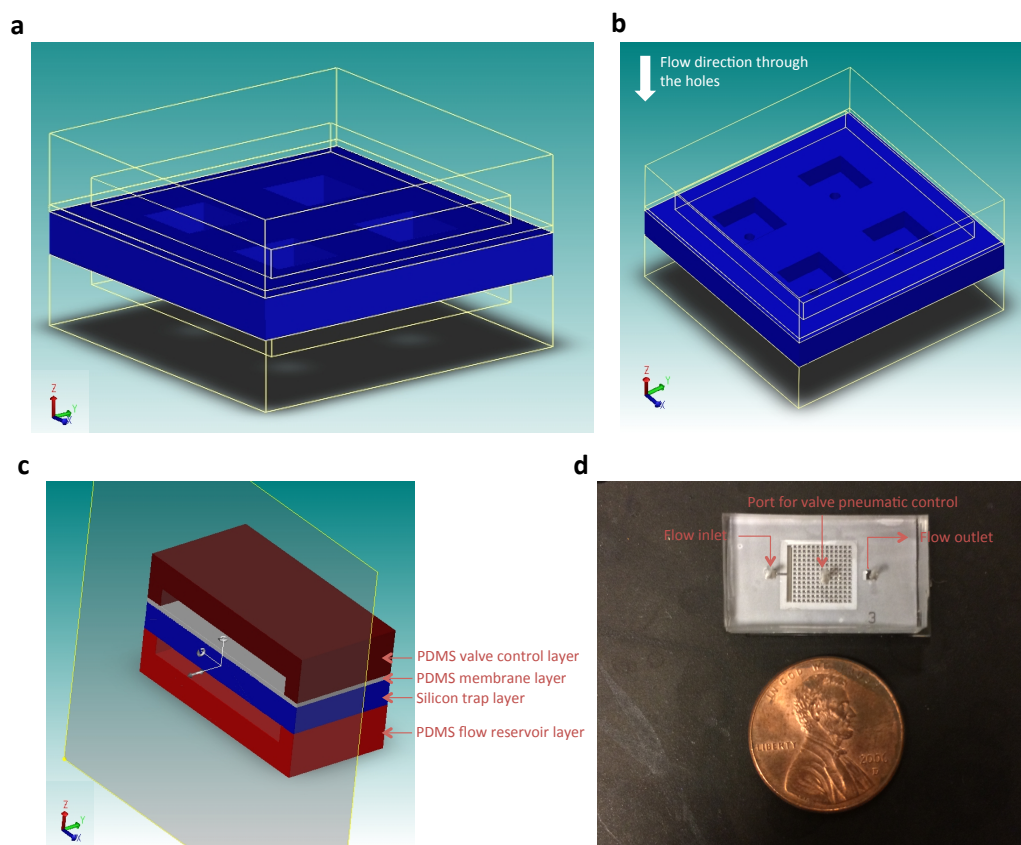 a
b
Flow direction through
the holes
Z
Y
X
Z
Y
X
c
d
PDMS valve control layer
PDMS membrane layer
Silicon trap layer
PDMS flow reservoir layer
Z
Y
X
Port for valve pneumatic control
Flow inlet
Flow outlet
3
LIBERTY